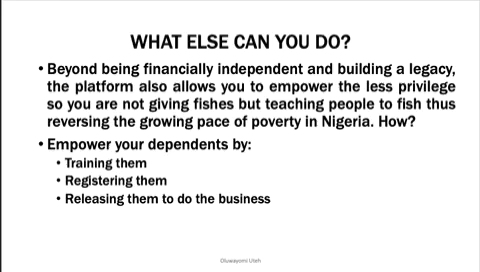 WHAT ELSE CAN YOU DO?
• Beyond being financially independent and building a legacy,
the platform also allows you to empower the less privilege
so you are not giving fishes but teaching people to fish thus
reversing the growing pace of poverty in Nigeria. How?
• Empower your dependents by:
• Training them
• Registering them
• Releasing them to do the business
Oluwayomi Uteh